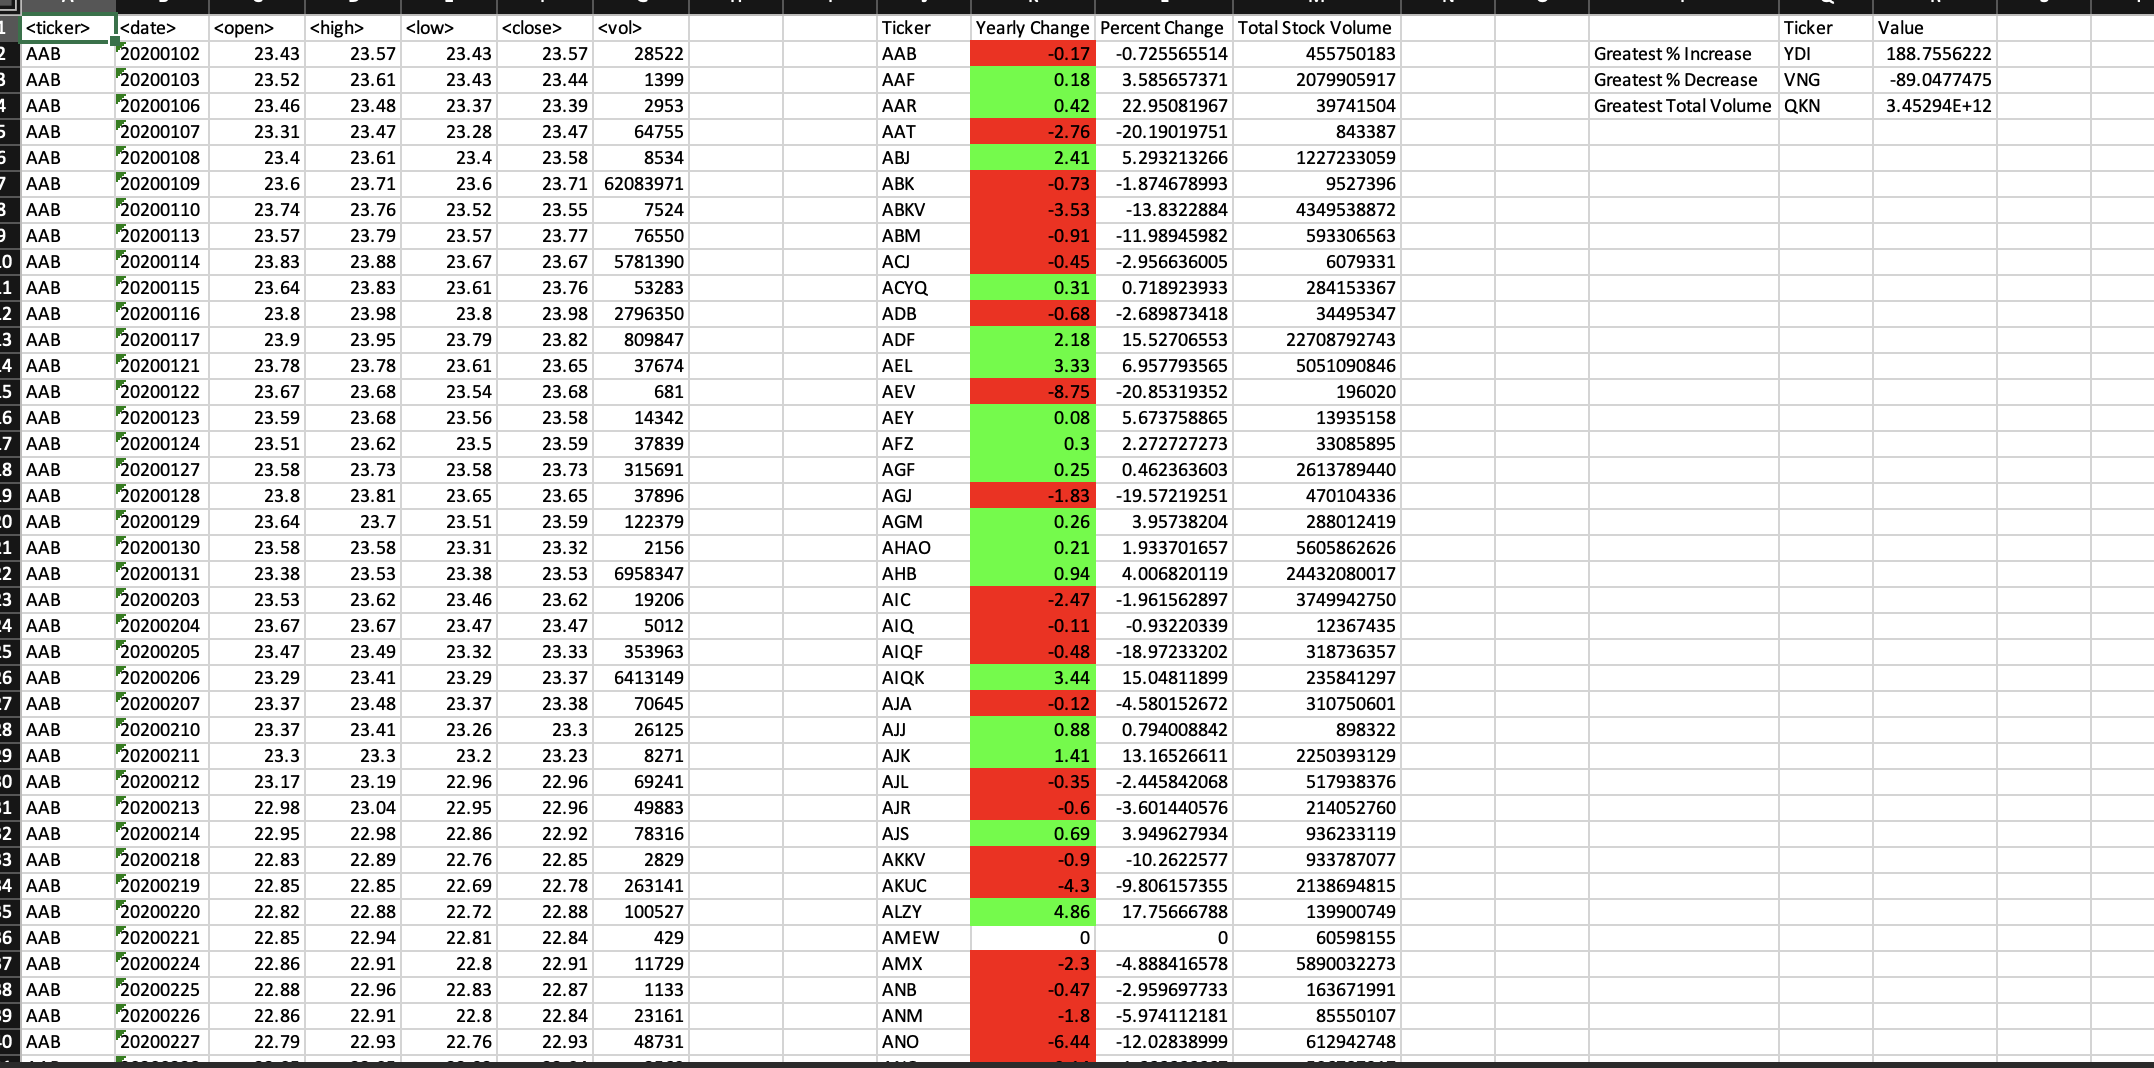 1 <ticker> <date> <open> <high> <low> <close> <vol> Ticker Yearly Change Percent Change Total Stock Volume Ticker Value
2 AAB 20200102 23.43 23.57 23.43 23.57 28522 AAB -0.17 -0.725565514 455750183 Greatest % Increase YDI 188.7556222
3 AAB 20200103 23.52 23.61 23.43 23.44 1399 AAF 0.18 3.585657371 2079905917 Greatest % Decrease VNG -89.0477475
4 AAB 20200106 23.46 23.48 23.37 23.39 2953 AAR 0.42 22.95081967 39741504 Greatest Total Volume QKN 3.45294E+12
5 AAB 20200107 23.31 23.47 23.28 23.47 64755 AAT -2.76 -20.19019751 843387
6 AAB 20200108 23.4 23.61 23.4 23.58 8534 ABJ 2.41 5.293213266 1227233059
7 AAB 20200109 23.6 23.71 23.6 23.71 62083971 ABK -0.73 -1.874678993 9527396
8 AAB 20200110 23.74 23.76 23.52 23.55 7524 ABKV -3.53 -13.8322884 4349538872
9 AAB 20200113 23.57 23.79 23.57 23.77 76550 ABM -0.91 -11.98945982 593306563
0 AAB 20200114 23.83 23.88 23.67 23.67 5781390 ACJ -0.45 -2.956636005 6079331
1 AAB 20200115 23.64 23.83 23.61 23.76 53283 ACYQ 0.31 0.718923933 284153367
2 AAB 20200116 23.8 23.98 23.8 23.98 2796350 ADB -0.68 -2.689873418 34495347
3 AAB 20200117 23.9 23.95 23.79 23.82 809847 ADF 2.18 15.52706553 22708792743
4 AAB 20200121 23.78 23.78 23.61 23.65 37674 AEL 3.33 6.957793565 5051090846
5 AAB 20200122 23.67 23.68 23.54 23.68 681 AEV -8.75 -20.85319352 196020
6 AAB 20200123 23.59 23.68 23.56 23.58 14342 AEY 0.08 5.673758865 13935158
7 AAB 20200124 23.51 23.62 23.5 23.59 37839 AFZ 0.3 2.272727273 33085895
8 AAB 20200127 23.58 23.73 23.58 23.73 315691 AGF 0.25 0.462363603 2613789440
9 AAB 20200128 23.8 23.81 23.65 23.65 37896 AGJ -1.83 -19.57219251 470104336
0 AAB 20200129 23.64 23.7 23.51 23.59 122379 AGM 0.26 3.95738204 288012419
1 AAB 20200130 23.58 23.58 23.31 23.32 2156 AHAO 0.21 1.933701657 5605862626
2 AAB 20200131 23.38 23.53 23.38 23.53 6958347 AHB 0.94 4.006820119 24432080017
3 AAB 20200203 23.53 23.62 23.46 23.62 19206 AIC -2.47 -1.961562897 3749942750
4 AAB 20200204 23.67 23.67 23.47 23.47 5012 AIQ -0.11 -0.93220339 12367435
5 AAB 20200205 23.47 23.49 23.32 23.33 353963 AIQF -0.48 -18.97233202 318736357
6 AAB 20200206 23.29 23.41 23.29 23.37 6413149 AIQK 3.44 15.04811899 235841297
7 AAB 20200207 23.37 23.48 23.37 23.38 70645 AJA -0.12 -4.580152672 310750601
8 AAB 20200210 23.37 23.41 23.26 23.3 26125 AJJ 0.88 0.794008842 898322
9 AAB 20200211 23.3 23.3 23.2 23.23 8271 AJK 1.41 13.16526611 2250393129
0 AAB 20200212 23.17 23.19 22.96 22.96 69241 AJL -0.35 -2.445842068 517938376
1 AAB 20200213 22.98 23.04 22.95 22.96 49883 AJR -0.6 -3.601440576 214052760
2 AAB 20200214 22.95 22.98 22.86 22.92 78316 AJS 0.69 3.949627934 936233119
3 AAB 20200218 22.83 22.89 22.76 22.85 2829 AKKV -0.9 -10.2622577 933787077
4 AAB 20200219 22.85 22.85 22.69 22.78 263141 AKUC -4.3 -9.806157355 2138694815
5 AAB 20200220 22.82 22.88 22.72 22.88 100527 ALZY 4.86 17.75666788 139900749
6 AAB 20200221 22.85 22.94 22.81 22.84 429 AMEW 0 0 60598155
7 AAB 20200224 22.86 22.91 22.8 22.91 11729 AMX -2.3 -4.888416578 5890032273
8 AAB 20200225 22.88 22.96 22.83 22.87 1133 ANB -0.47 -2.959697733 163671991
9 AAB 20200226 22.86 22.91 22.8 22.84 23161 ANM -1.8 -5.974112181 85550107
0 AAB 20200227 22.79 22.93 22.76 22.93 48731 ANO -6.44 -12.02838999 612942748